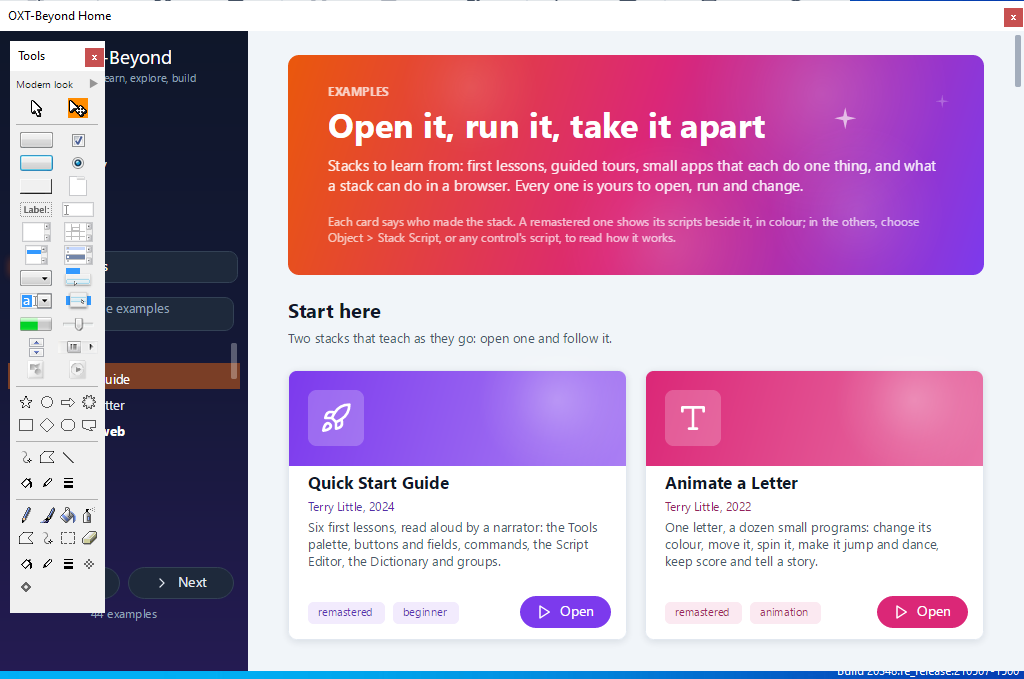 OXT-Beyond Home
Tools
Modern look
Label:
-Beyond
earn, explore, build
e examples
uide
tter
web
Next
44 examples
EXAMPLES
Open it, run it, take it apart
Stacks to learn from: first lessons, guided tours, small apps that each do one thing, and what
a stack can do in a browser. Every one is yours to open, run and change.
Each card says who made the stack. A remastered one shows its scripts beside it, in colour; in the others, choose
Object > Stack Script, or any control's script, to read how it works.
Start here
Two stacks that teach as they go: open one and follow it.
Quick Start Guide
Terry Little, 2024
Six first lessons, read aloud by a narrator: the Tools
palette, buttons and fields, commands, the Script
Editor, the Dictionary and groups.
remastered
beginner
Open
Animate a Letter
Terry Little, 2022
One letter, a dozen small programs: change its
colour, move it, spin it, make it jump and dance,
keep score and tell a story.
remastered
animation
Open